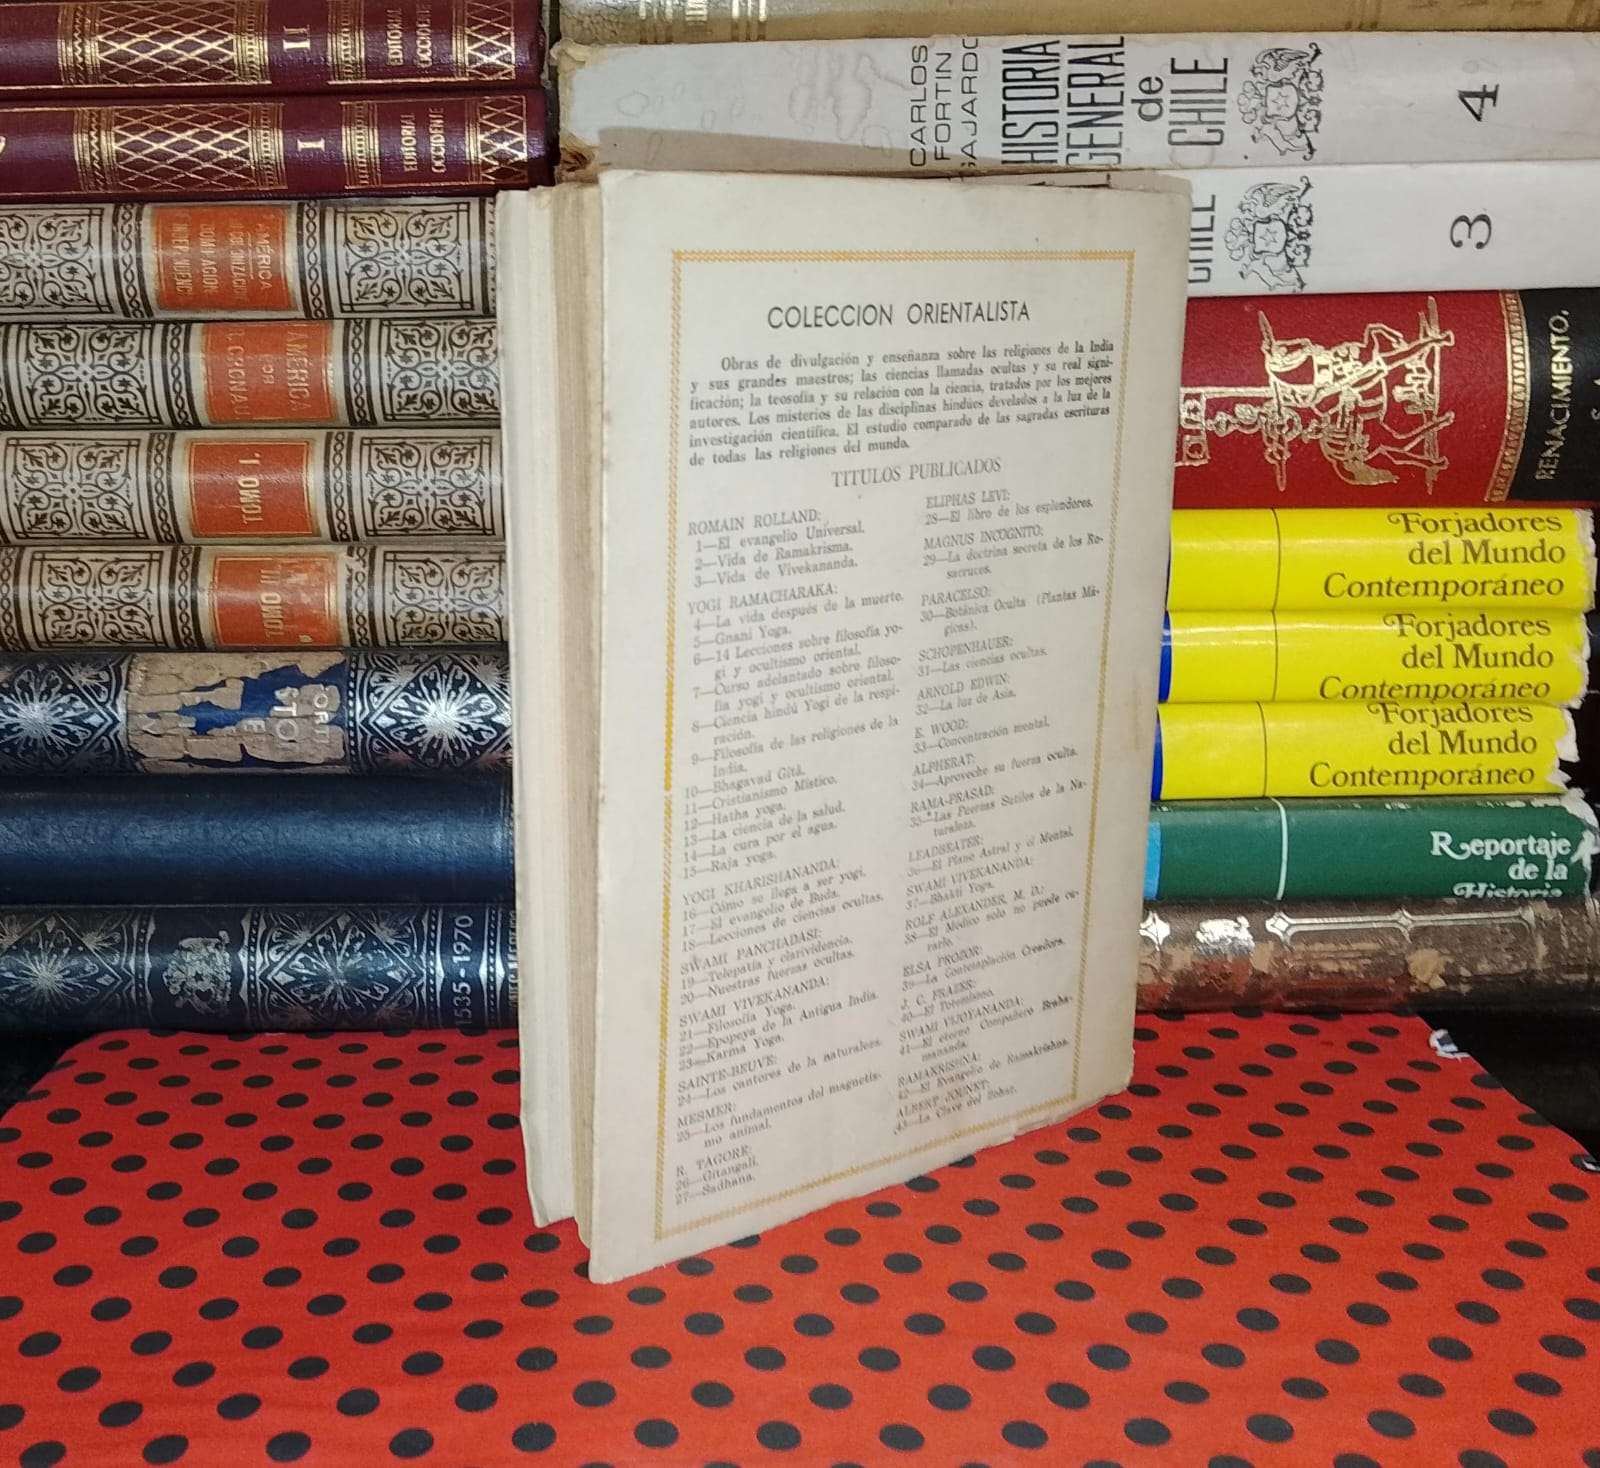 II
EDITORIAL
OCCIDENTE
I
EDITORIAL
OCCIDENTE
AMÉRICA
TOMO I.
1535-1970
CARLOS
FORTIN
GAJARDO
HISTORIA
GENERAL
de
CHILE
4
CHILE
3
RENACIMIENTO.
Forjadores
del Mundo
Contemporáneo
Forjadores
del Mundo
Contemporáneo
Forjadores
del Mundo
Contemporáneo
Reportaje
de la
Historia
COLECCION ORIENTALISTA
Obras de divulgación y enseñanza sobre las religiones de la India
y sus grandes maestros; las ciencias llamadas ocultas y su real signi-
ficación; la teosofía y su relación con la ciencia, tratados por los mejores
autores. Los misterios de las disciplinas hindúes develados a la luz de la
investigación científica. El estudio comparado de las sagradas escrituras
de todas las religiones del mundo.
TITULOS PUBLICADOS
ROMAIN ROLLAND:
1—El evangelio Universal.
2—Vida de Ramakrisma.
3—Vida de Vivekananda.
YOGI RAMACHARAKA:
4—La vida después de la muerte.
5—Gnani Yoga.
6—14 Lecciones sobre filosofía yo-
gi y ocultismo oriental.
7—Curso adelantado sobre filoso-
fía yogi y ocultismo oriental.
8—Ciencia hindú Yogi de la respi-
ración.
9—Filosofía de las religiones de la
India.
10—Bhagavad Gitâ.
11—Cristianismo Místico.
12—Hatha yoga.
13—La ciencia de la salud.
14—La cura por el agua.
15—Raja yoga.
YOGI KHARISHANANDA:
16—Cómo se llega a ser yogi.
17—El evangelio de Buda.
18—Lecciones de ciencias ocultas.
SWAMI PANCHADASI:
19—Telepatía y clarividencia.
20—Nuestras fuerzas ocultas.
SWAMI VIVEKANANDA:
21—Filosofía Yoga.
22—Epopeya de la Antigua India.
23—Karma Yoga.
SAINTE-BEUVE:
24—Los cantores de la naturaleza.
MESMER:
25—Los fundamentos del magnetis-
mo animal.
R. TAGORE:
26—Gitangali.
27—Sadhana.
ELIPHAS LEVI:
28—El libro de los esplendores.
MAGNUS INCOGNITO:
29—La doctrina secreta de los Ro-
sacruces.
PARACELSO:
30—Botánica Oculta (Plantas Má-
gicas).
SCHOPENHAUER:
31—Las ciencias ocultas.
ARNOLD EDWIN:
32—La luz de Asia.
E. WOOD:
33—Concentración mental.
ALPHERAT:
34—Aproveche su fuerza oculta.
RAMA-PRASAD:
35—Las Fuerzas Sutiles de la Na-
turaleza.
LEADBEATER:
36—El Plano Astral y el Mental.
SWAMI VIVEKANANDA:
37—Bhakti Yoga.
ROLF ALEXANDER, M. D.:
38—El Médico solo no puede cu-
rarlo.
ELSA PROZOR:
39—La Contemplación Creadora.
J. C. FRAZER:
40—El Totemismo.
SWAMI VIJOYANANDA:
41—El eterno Compañero Braha-
mananda.
RAMAKRISHNA:
42—El Evangelio de Ramakrishna.
ALBERT JOUNET:
43—La Clave del Zohar.